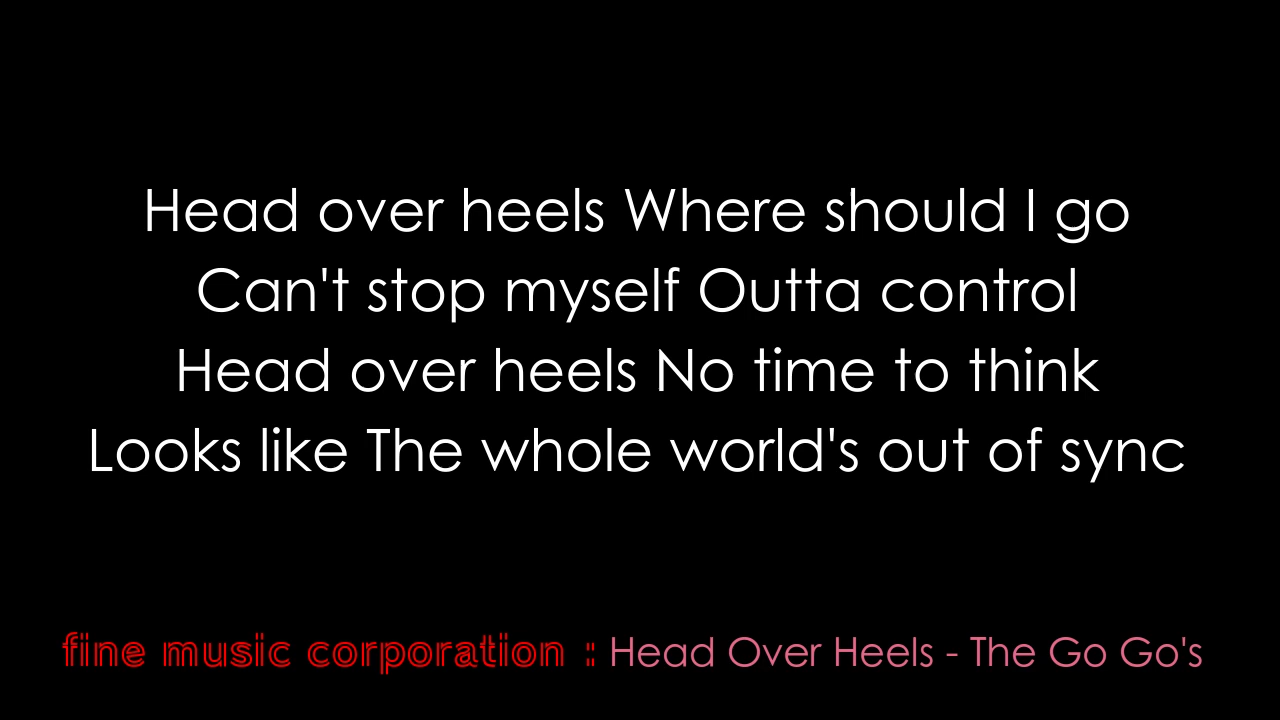 Head over heels Where should I go
Can't stop myself Outta control
Head over heels No time to think
Looks like The whole world's out of sync
fine music corporation : Head Over Heels - The Go Go's